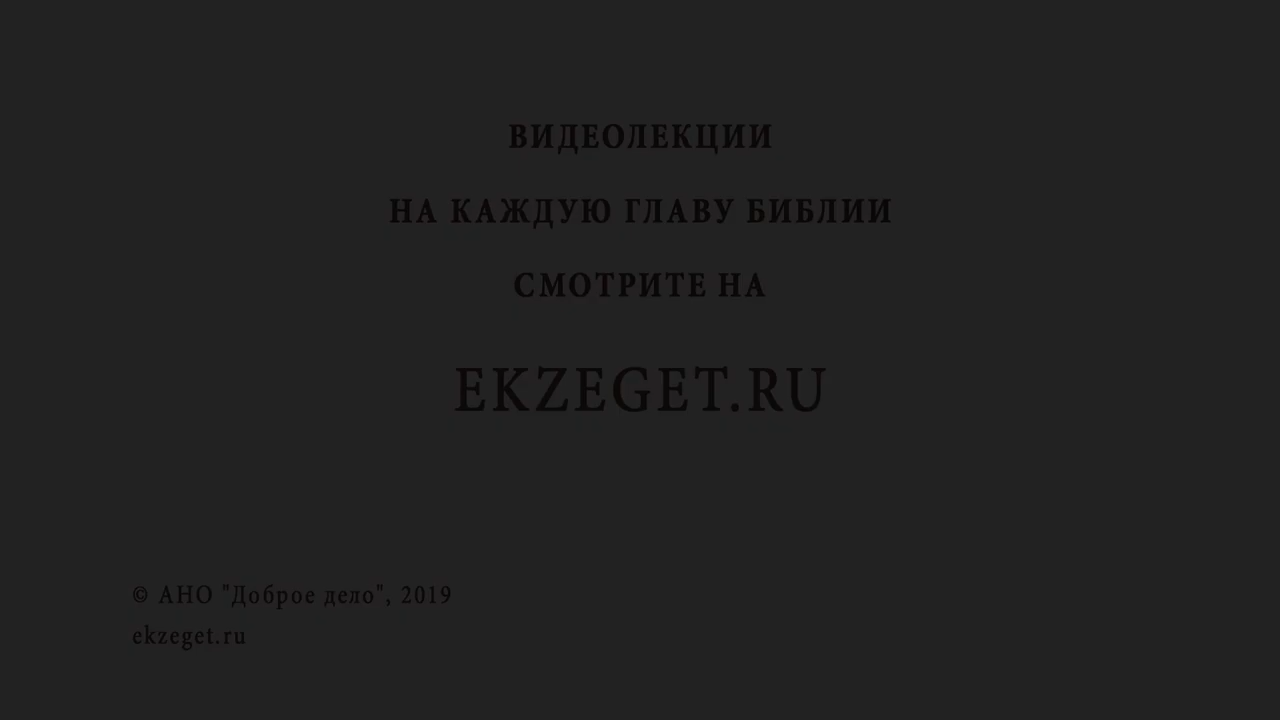 ВИДЕОЛЕКЦИИ
НА КАЖДУЮ ГЛАВУ БИБЛИИ
СМОТРИТЕ НА
EKZEGET.RU
© АНО "Доброе дело", 2019
ekzeget.ru